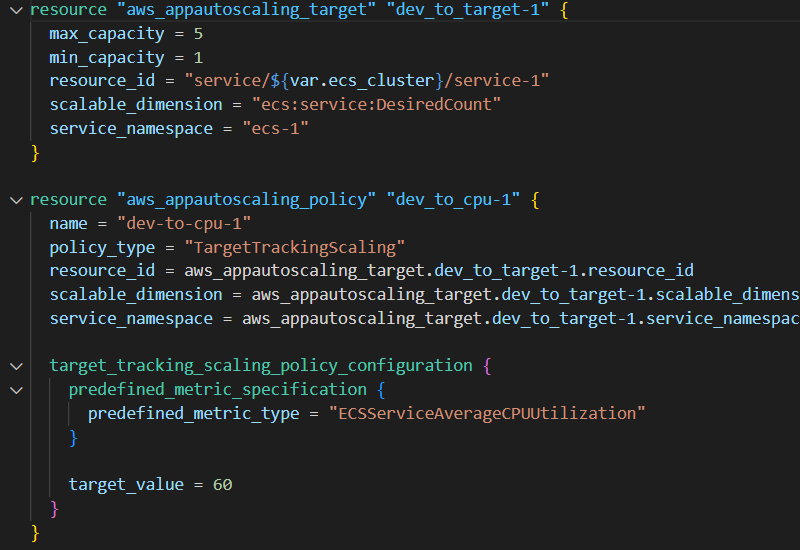 resource "aws_appautoscaling_target" "dev_to_target-1" {
  max_capacity = 5
  min_capacity = 1
  resource_id = "service/${var.ecs_cluster}/service-1"
  scalable_dimension = "ecs:service:DesiredCount"
  service_namespace = "ecs-1"
}

resource "aws_appautoscaling_policy" "dev_to_cpu-1" {
  name = "dev-to-cpu-1"
  policy_type = "TargetTrackingScaling"
  resource_id = aws_appautoscaling_target.dev_to_target-1.resource_id
  scalable_dimension = aws_appautoscaling_target.dev_to_target-1.scalable_dimens
  service_namespace = aws_appautoscaling_target.dev_to_target-1.service_namespac

  target_tracking_scaling_policy_configuration {
    predefined_metric_specification {
      predefined_metric_type = "ECSServiceAverageCPUUtilization"
    }

    target_value = 60
  }
}